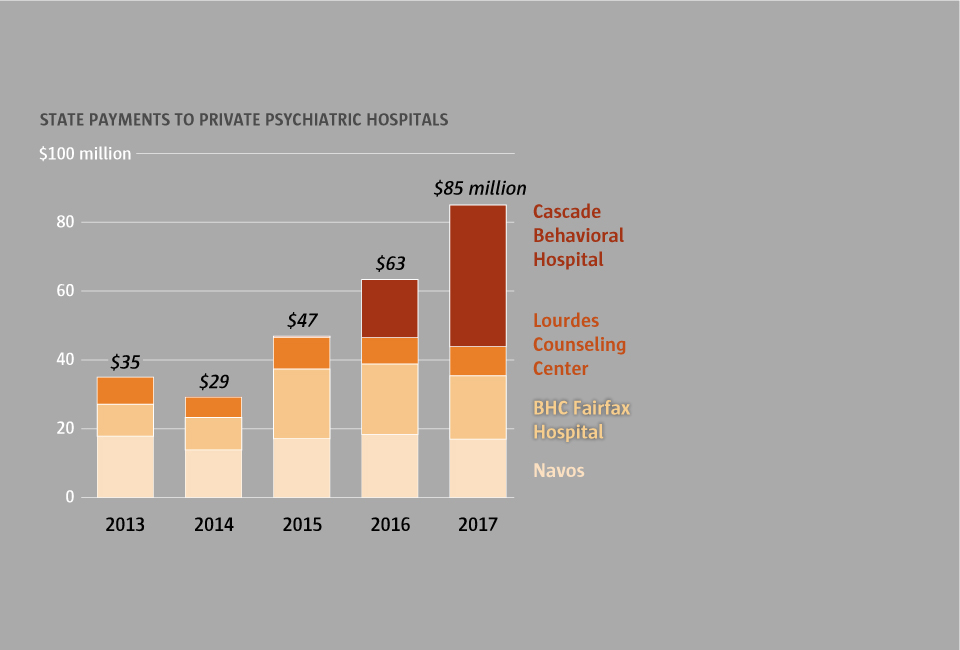 STATE PAYMENTS TO PRIVATE PSYCHIATRIC HOSPITALS
$100 million
$85 million
80
Cascade
Behavioral
Hospital
$63
60
$47
Lourdes
Counseling
Center
40
$35
$29
BHC Fairfax
Hospital
20
Navos
0
2013 2014 2015 2016 2017